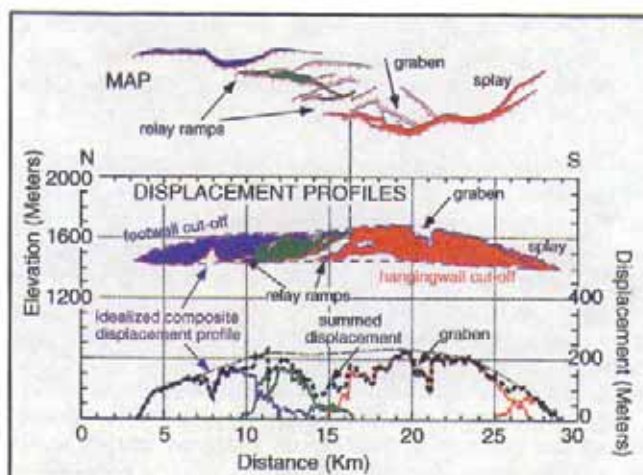 MAP
graben
splay
relay ramps
N
S
2000
DISPLACEMENT PROFILES
graben
footwall cut-off
1600
splay
hangingwall cut-off
relay ramps
1200
400
idealized composite
displacement profile
summed
displacement
graben
200
0
0
5
10
15
20
25
30
Distance (Km)
Elevation (Meters)
Displacement (Meters)